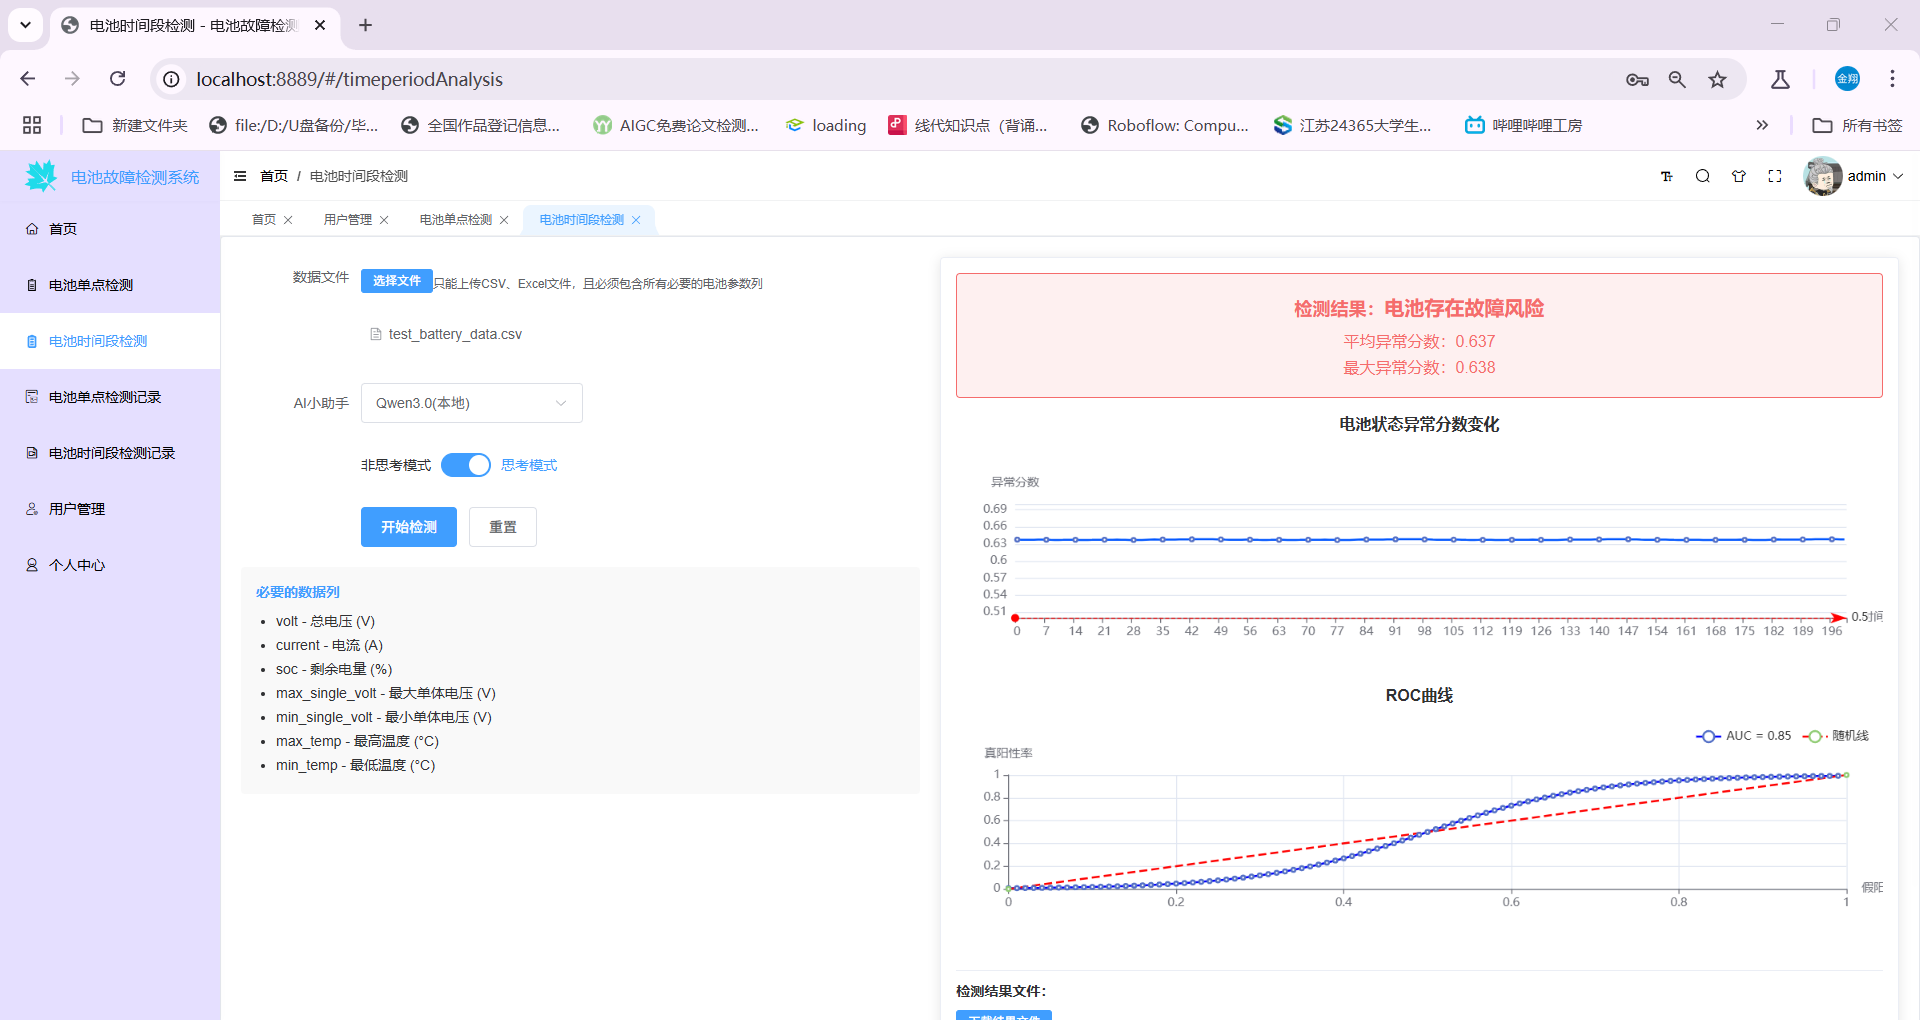 电池时间段检测 - 电池故障检测
localhost:8889/#/timeperiodAnalysis
金翔
新建文件夹
file:/D:/U盘备份/毕...
全国作品登记信息...
AIGC免费论文检测...
loading
线代知识点（背诵...
Roboflow: Compu...
江苏24365大学生...
哔哩哔哩工房
所有书签
电池故障检测系统
首页
电池单点检测
电池时间段检测
电池单点检测记录
电池时间段检测记录
用户管理
个人中心
首页 / 电池时间段检测
admin
首页
用户管理
电池单点检测
电池时间段检测
数据文件
选择文件
只能上传CSV、Excel文件，且必须包含所有必要的电池参数列
test_battery_data.csv
AI小助手
Qwen3.0(本地)
非思考模式
思考模式
开始检测
重置
必要的数据列
volt - 总电压 (V)
current - 电流 (A)
soc - 剩余电量 (%)
max_single_volt - 最大单体电压 (V)
min_single_volt - 最小单体电压 (V)
max_temp - 最高温度 (°C)
min_temp - 最低温度 (°C)
检测结果：电池存在故障风险
平均异常分数：0.637
最大异常分数：0.638
电池状态异常分数变化
异常分数
0.69
0.66
0.63
0.6
0.57
0.54
0.51
0.5
时间
0 7 14 21 28 35 42 49 56 63 70 77 84 91 98 105 112 119 126 133 140 147 154 161 168 175 182 189 196
ROC曲线
AUC = 0.85
随机线
真阳性率
1
0.8
0.6
0.4
0.2
0
假阳
0 0.2 0.4 0.6 0.8 1
检测结果文件：
下载结果文件